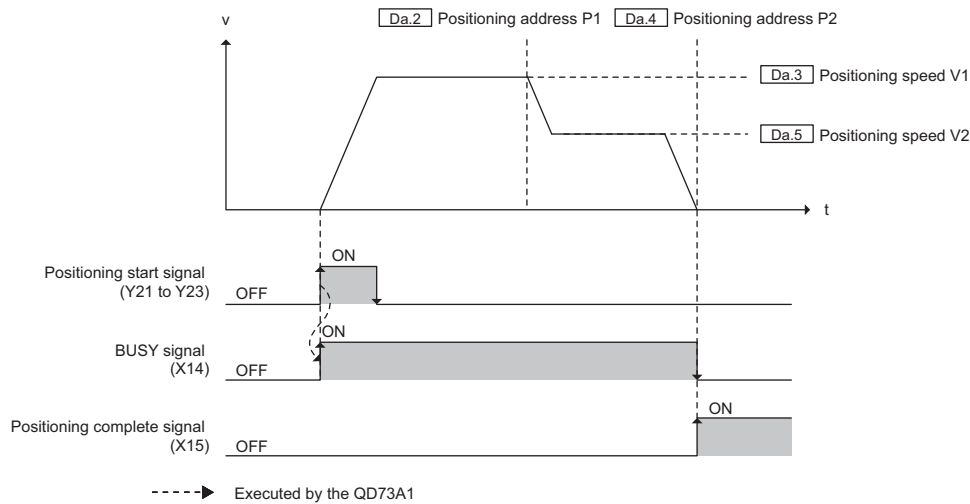 Da.2 Positioning address P1
Da.4 Positioning address P2
v
Da.3 Positioning speed V1
Da.5 Positioning speed V2
t
ON
Positioning start signal
(Y21 to Y23)
OFF
ON
BUSY signal
(X14)
OFF
ON
Positioning complete signal
(X15)
OFF
Executed by the QD73A1